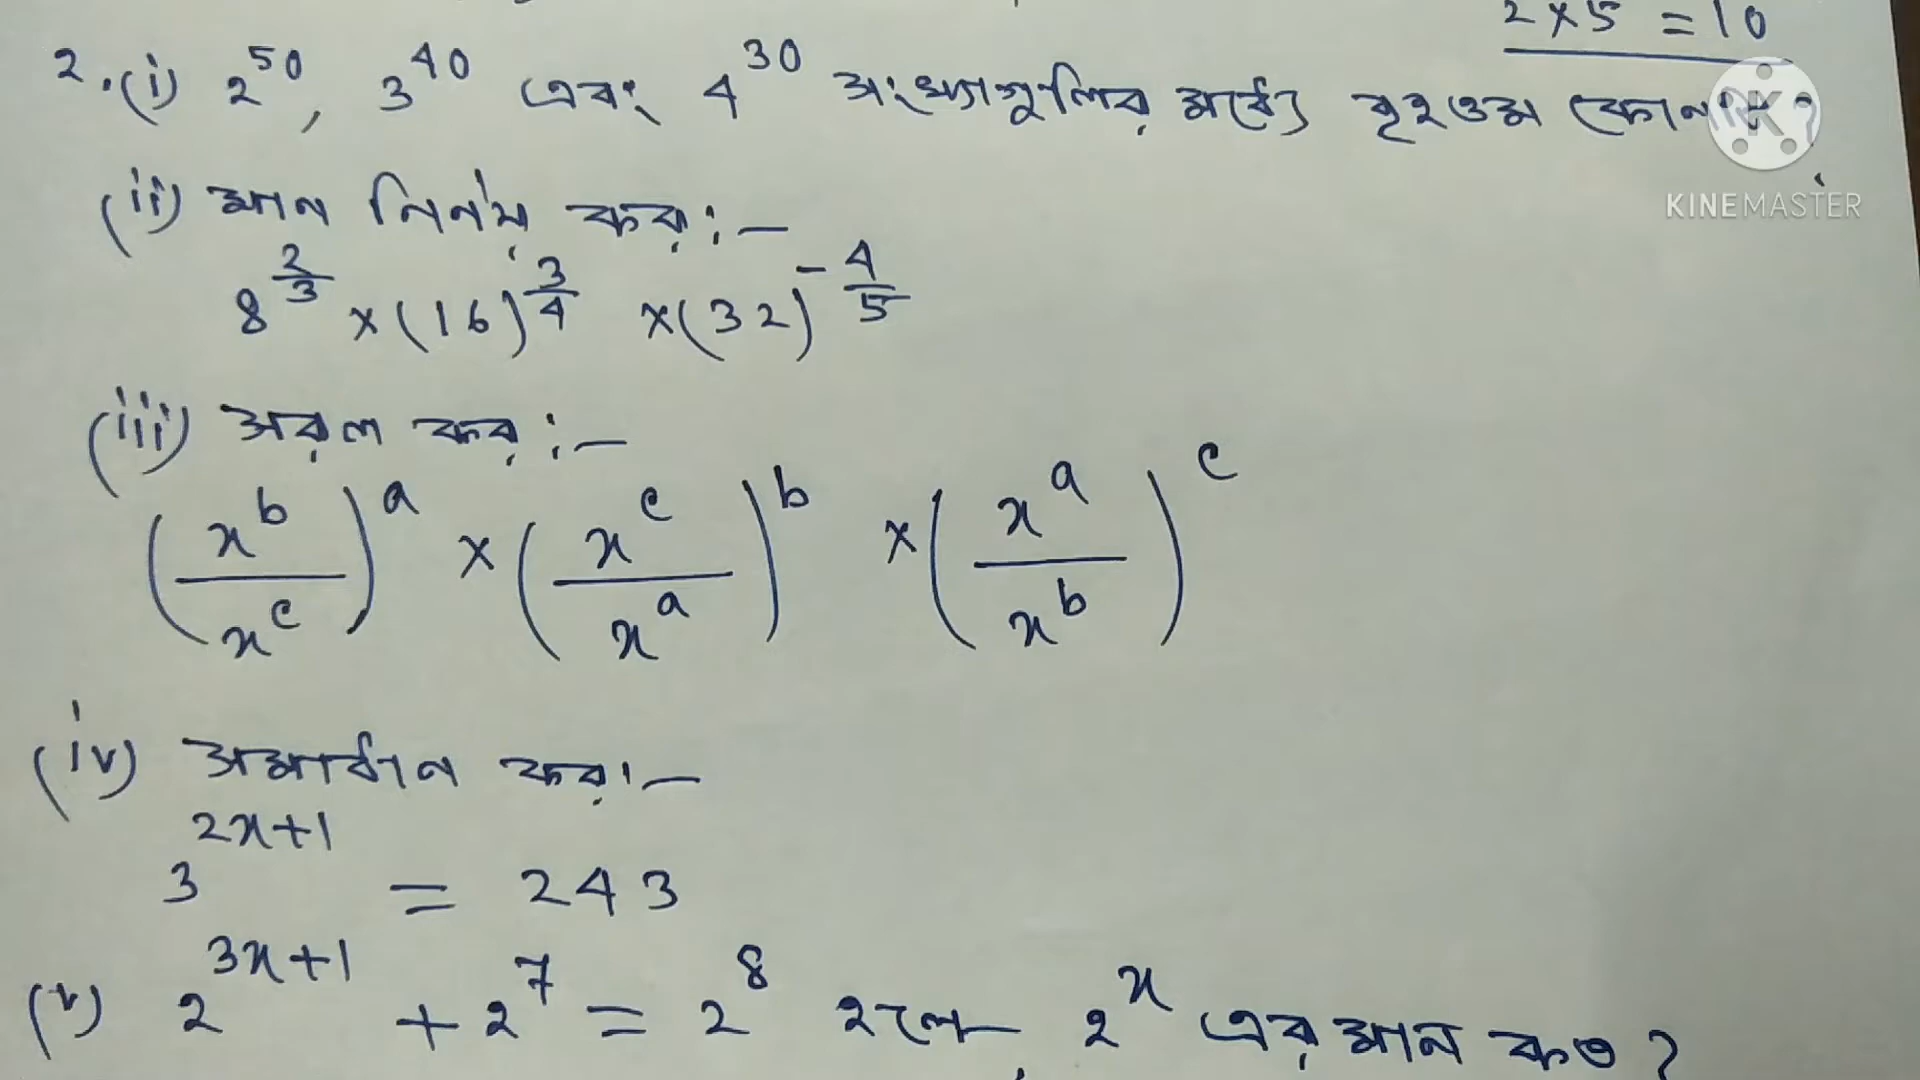 2×5 = 10
2.(i) 2^50, 3^40 এবং 4^30 সংখ্যাগুলির মধ্যে বৃহত্তম কোনটি?
KINEMASTER
(ii) মান নির্ণয় কর:-
8^(2/3) × (16)^(3/4) × (32)^(-4/5)
(iii) সরল কর:-
(x^b/x^c)^a × (x^c/x^a)^b × (x^a/x^b)^c
(iv) সমাধান কর।-
3^(2x+1) = 243
(v) 2^(3x+1) + 2^7 = 2^8 হলে, 2^x এর মান কত?